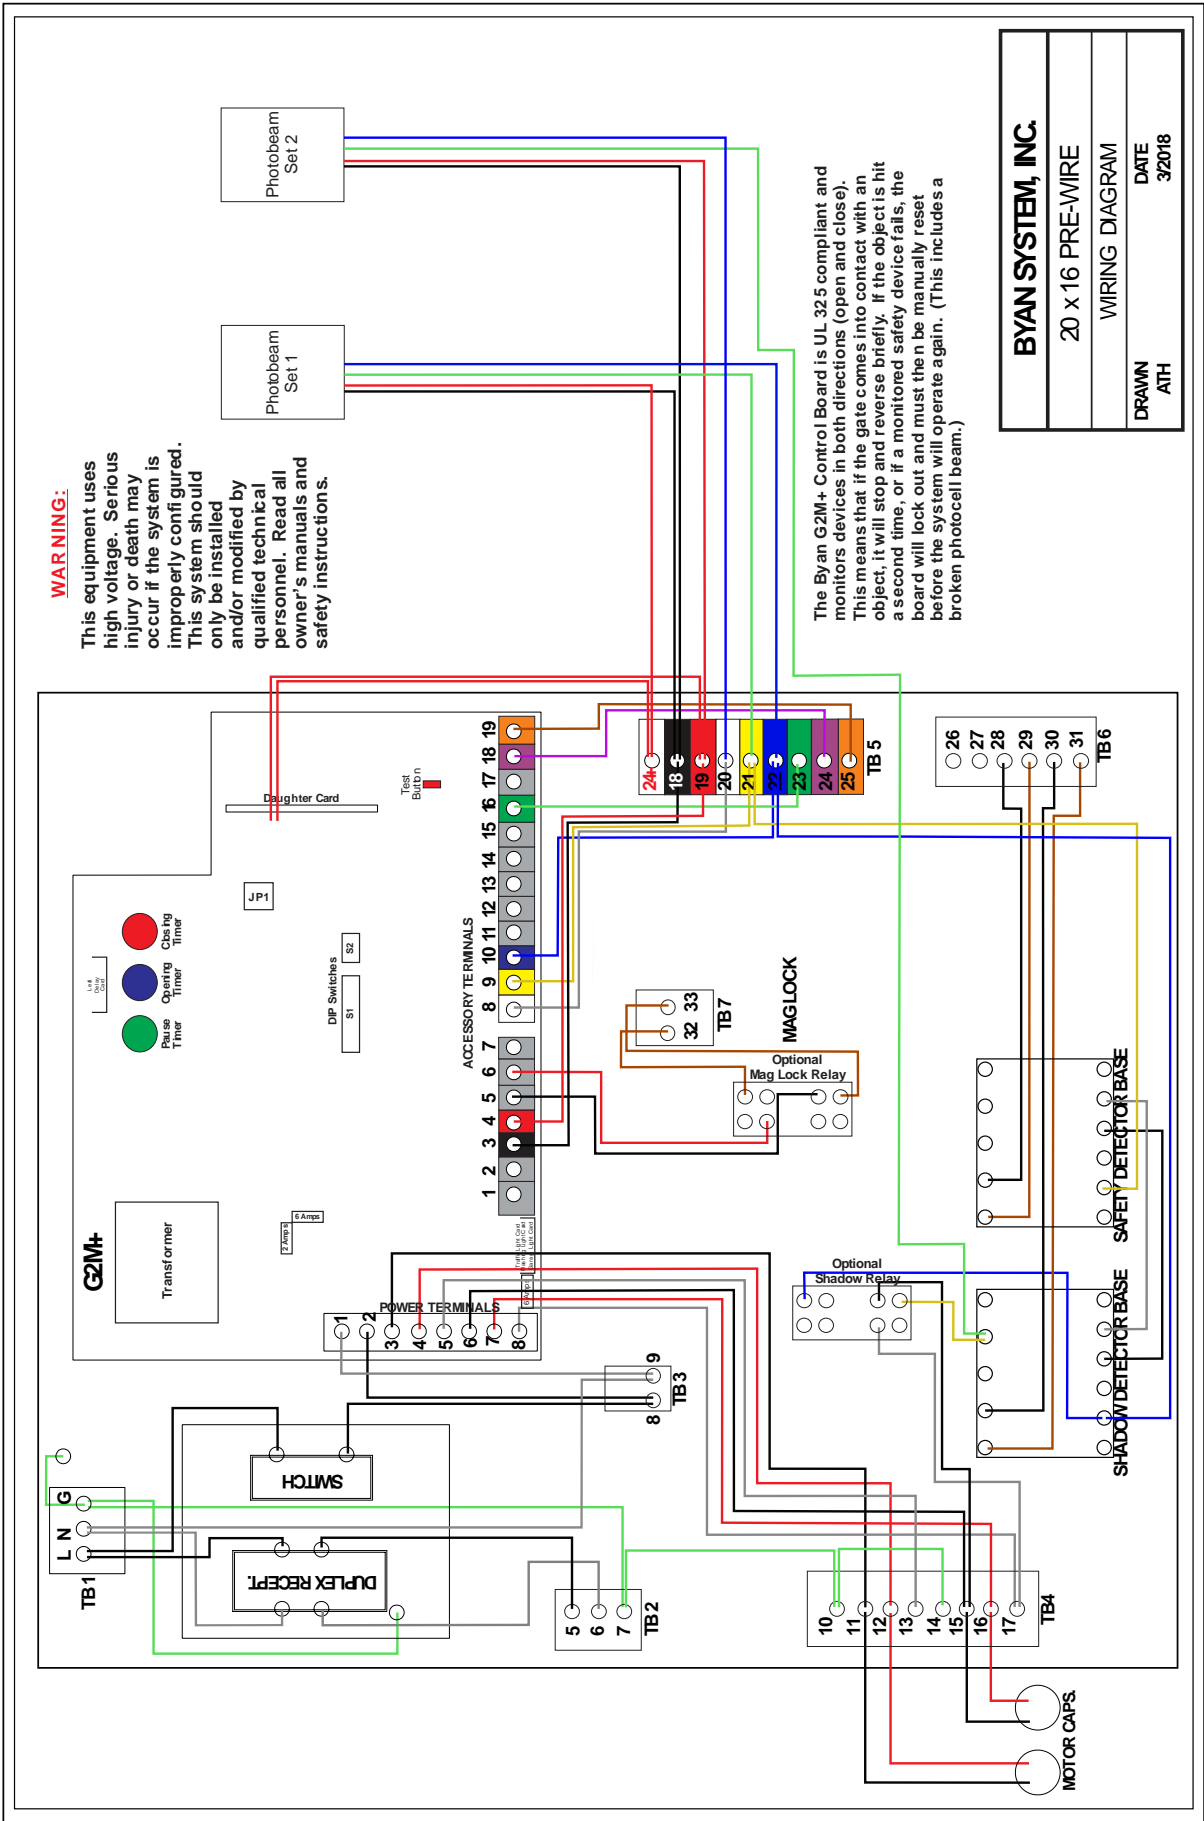 WARNING:
This equipment uses
high voltage. Serious
injury or death may
occur if the system is
improperly configured.
This system should
only be installed
and/or modified by
qualified technical
personnel. Read all
owner's manuals and
safety instructions.
Photobeam
Set 1
Photobeam
Set 2
The Byan G2M+ Control Board is UL 325 compliant and
monitors devices in both directions (open and close).
This means that if the gate comes into contact with an
object, it will stop and reverse briefly. If the object is hit
a second time, or if a monitored safety device fails, the
board will lock out and must then be manually reset
before the system will operate again. (This includes a
broken photocell beam.)
BYAN SYSTEM, INC.
20 x 16 PRE-WIRE
WIRING DIAGRAM
DRAWN
ATH
DATE
3/2018
G2M+
Transformer
2 Amps
6 Amps
Pause
Timer
Opening
Timer
Closing
Timer
Leaf
Delay
Card
DIP Switches
S1
S2
JP1
Daughter Card
Test
Button
ACCESSORY TERMINALS
1 2 3 4 5 6 7 8 9 10 11 12 13 14 15 16 17 18 19
6 Amps
POWER TERMINALS
1
2
3
4
5
6
7
8
24+
18
19
20
21
22
23
24
25
TB 5
26
27
28
29
30
31
TB 6
32 33
TB 7
MAGLOCK
Optional
Mag Lock Relay
SAFETY DETECTOR BASE
Optional
Shadow Relay
SHADOW DETECTOR BASE
8 9
TB3
L N G
TB1
SWITCH
DUPLEX RECEPT.
5
6
7
TB2
10
11
12
13
14
15
16
17
TB4
MOTOR CAPS.